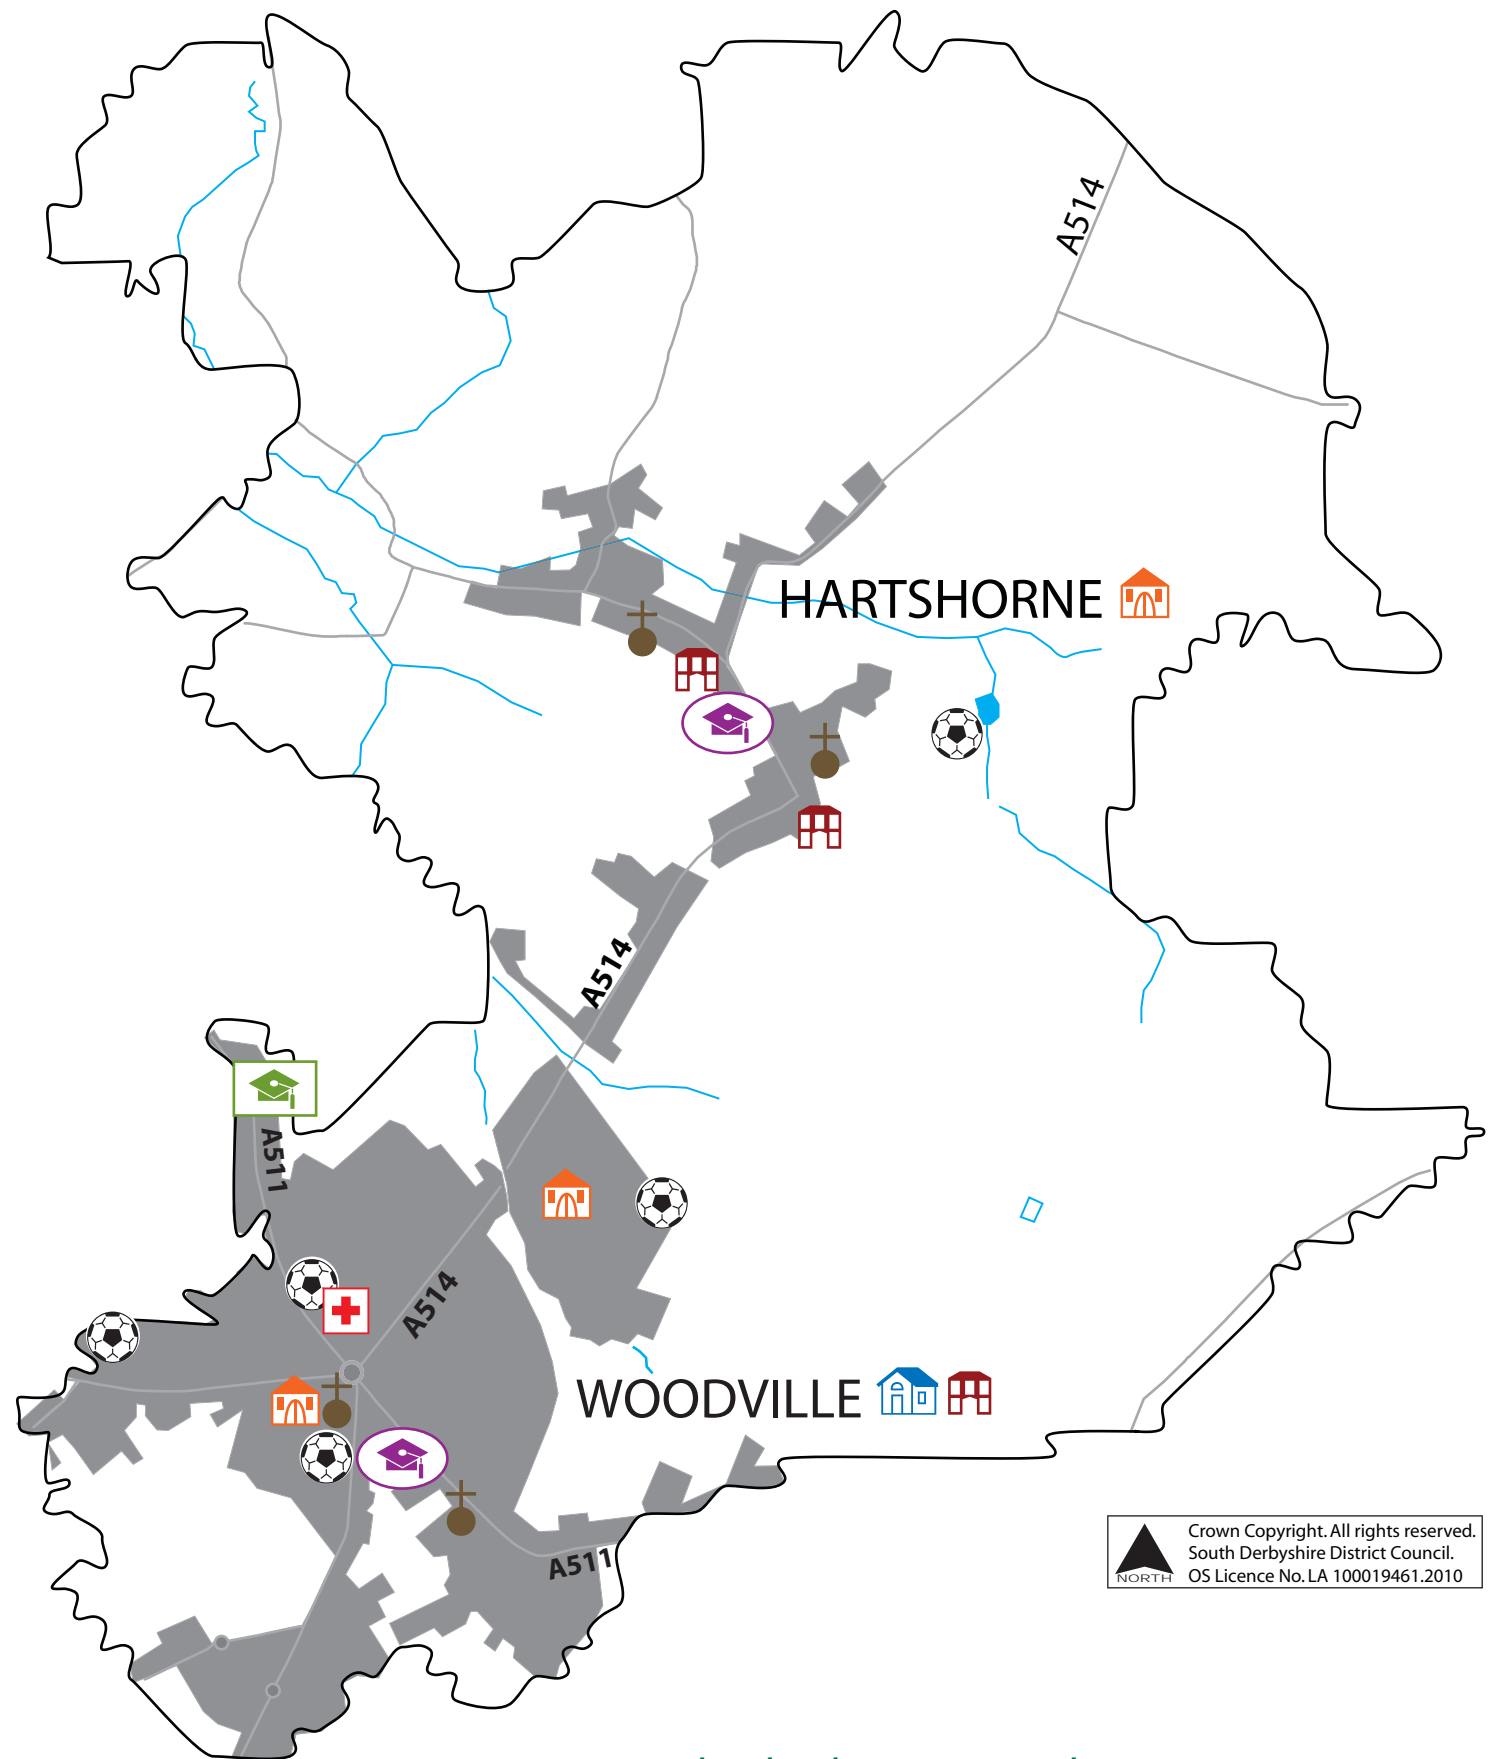 A514
HARTSHORNE
A514
A511
A514
WOODVILLE
A511
NORTH
Crown Copyright. All rights reserved.
South Derbyshire District Council.
OS Licence No. LA 100019461.2010